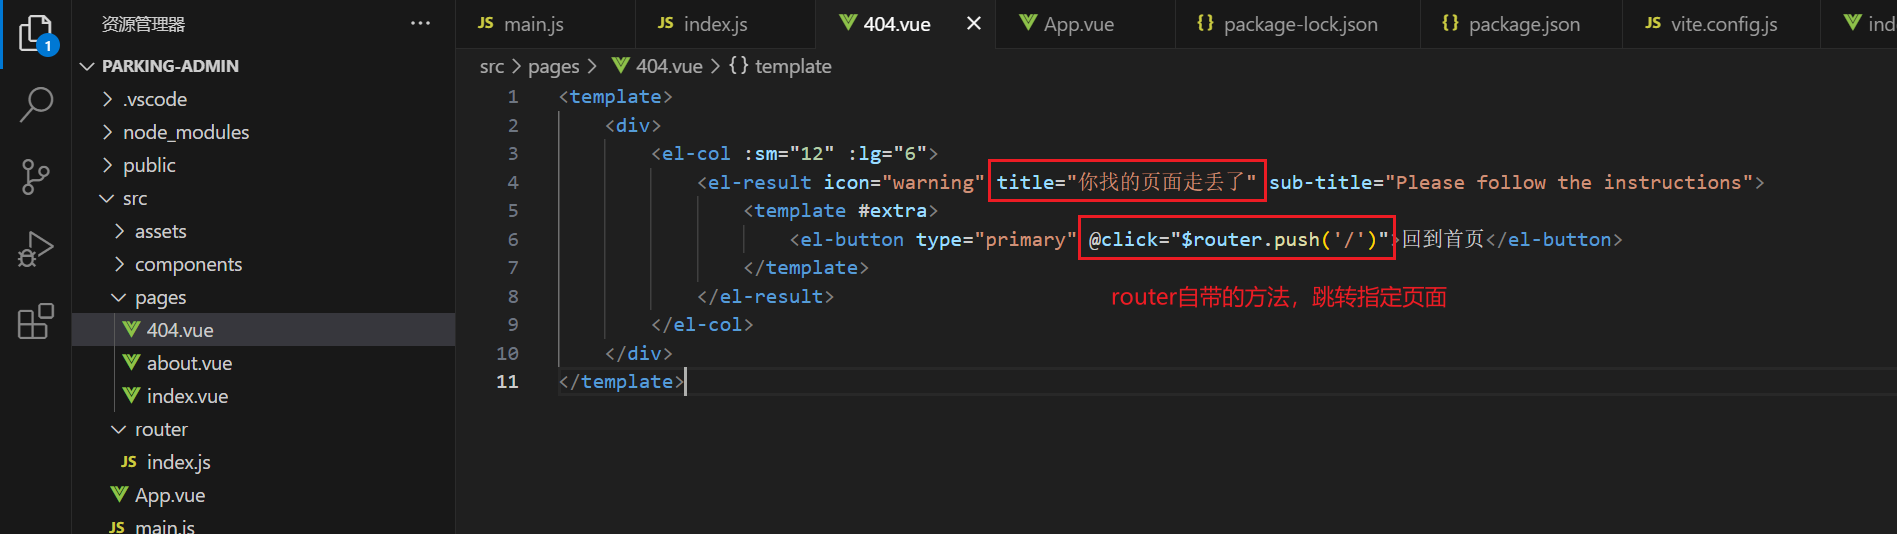 资源管理器 ···
1
PARKING-ADMIN
.vscode
node_modules
public
src
assets
components
pages
404.vue
about.vue
index.vue
router
JS index.js
App.vue
JS main.js
JS main.js JS index.js 404.vue App.vue {} package-lock.json {} package.json JS vite.config.js ind
src > pages > 404.vue > {} template
1 <template>
2 <div>
3 <el-col :sm="12" :lg="6">
4 <el-result icon="warning" title="你找的页面走丢了" sub-title="Please follow the instructions">
5 <template #extra>
6 <el-button type="primary" @click="$router.push('/')">回到首页</el-button>
7 </template>
8 </el-result>
router自带的方法，跳转指定页面
9 </el-col>
10 </div>
11 </template>